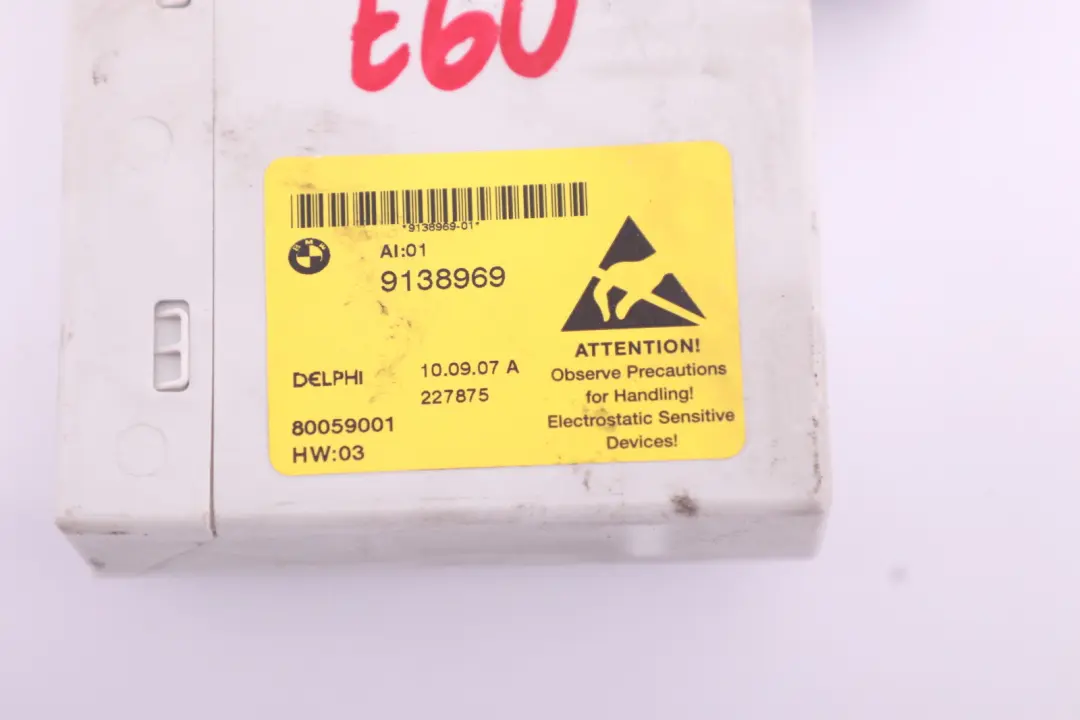 E60
*9138969-01*
BMW
AI:01
9138969
DELPHI
10.09.07 A
227875
80059001
HW:03
ATTENTION!
Observe Precautions
for Handling!
Electrostatic Sensitive
Devices!